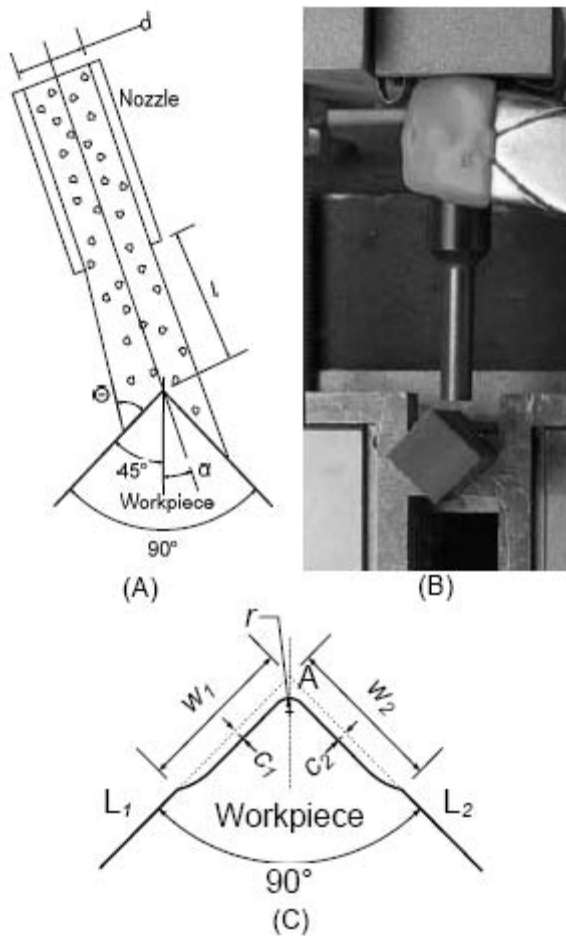 d
Nozzle
l
Θ
45°
α
Workpiece
90°
(A)
(B)
r
A
W1
W2
C1
C2
L1
L2
Workpiece
90°
(C)